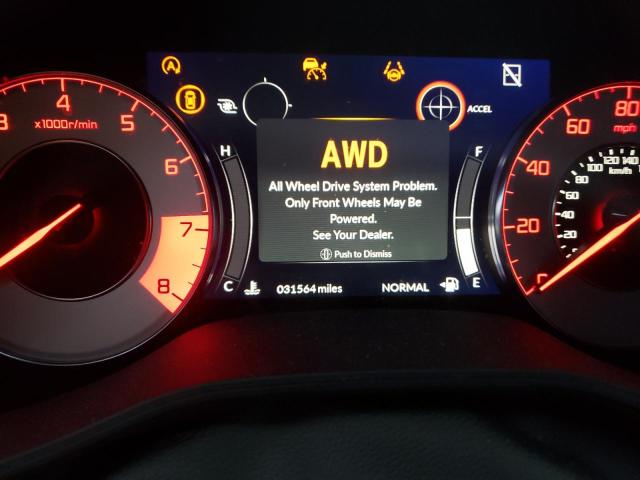 A
3 4 5 6 7 8
x1000r/min
ACCEL
AWD
All Wheel Drive System Problem.
Only Front Wheels May Be
Powered.
See Your Dealer.
Push to Dismiss
H
C
F
E
031564 miles
NORMAL
0 20 40 60 80
mph
80 100 120 140
km/h
60
40
20